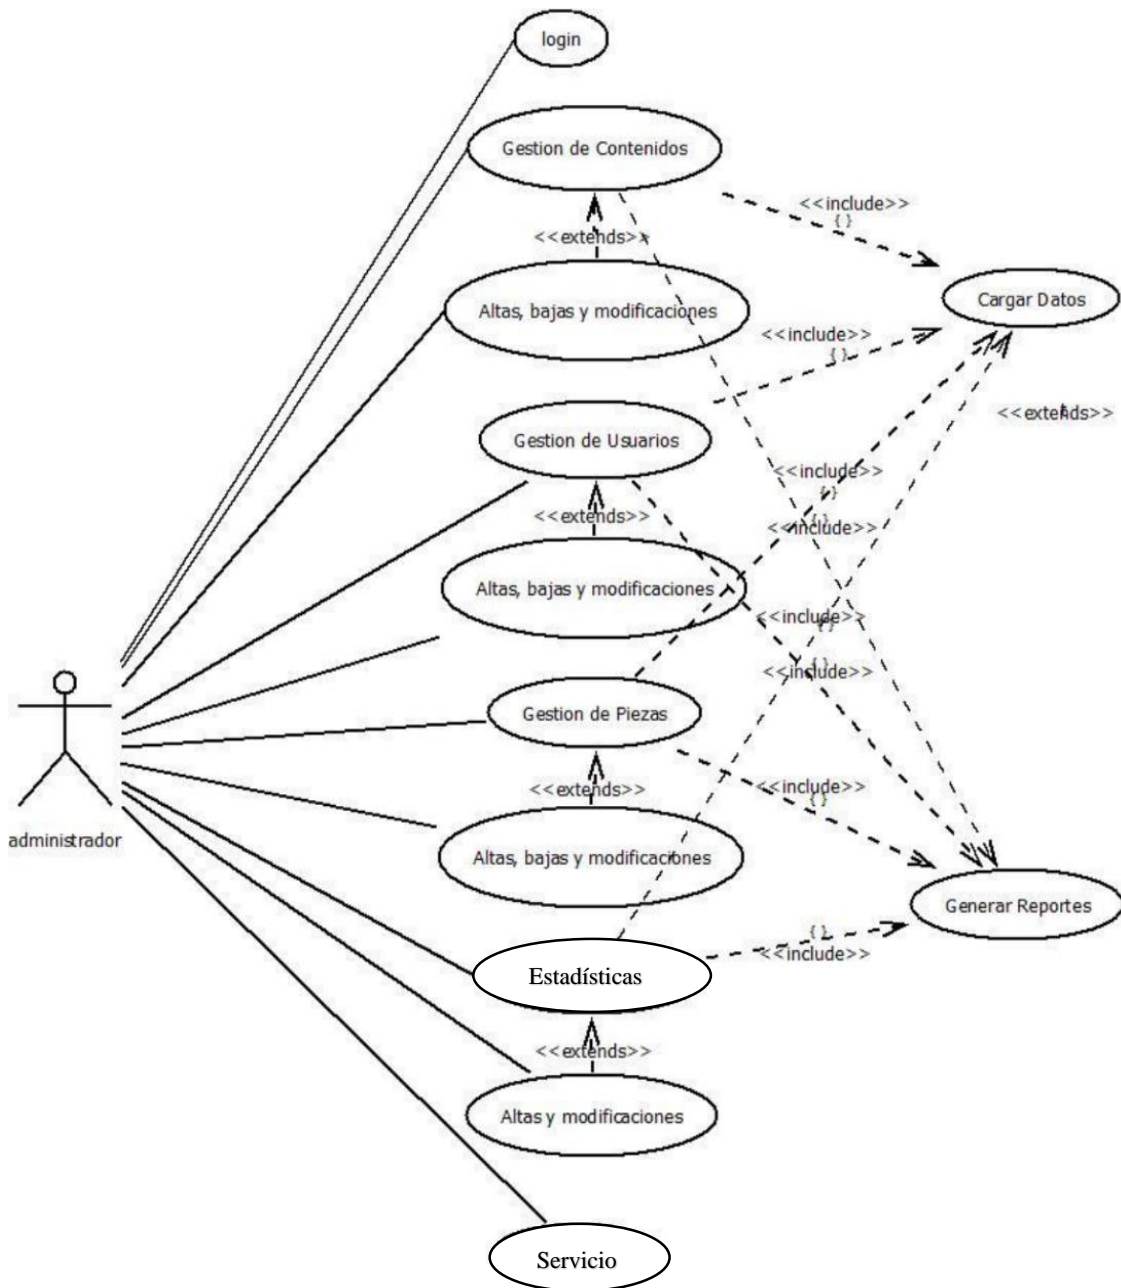 login
Gestion de Contenidos
<<include>>
{ }
<<extends>>
Cargar Datos
Altas, bajas y modificaciones
<<include>>
{ }
<<extends>>
Gestion de Usuarios
<<include>>
{ }
<<extends>>
{ }
<<include>>
Altas, bajas y modificaciones
<<include>>
{ }
{ }
<<include>>
Gestion de Piezas
<<extends>>
<<include>>
{ }
administrador
Altas, bajas y modificaciones
Generar Reportes
{ }
<<include>>
Estadísticas
<<extends>>
Altas y modificaciones
Servicio